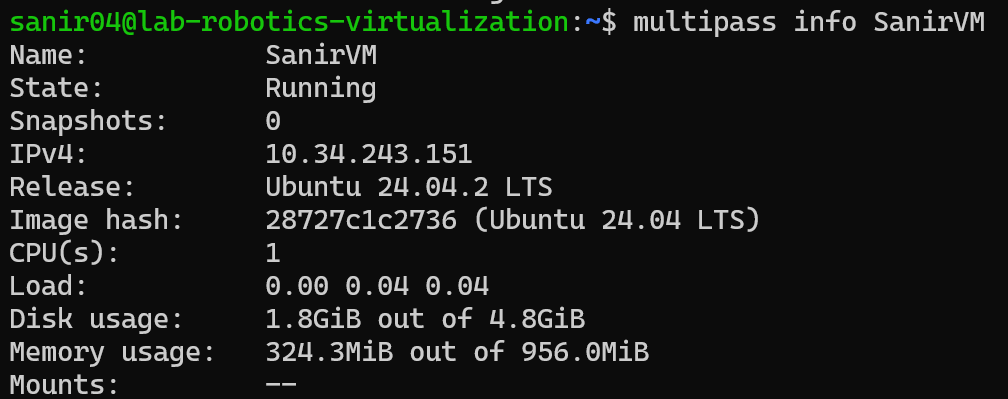 sanir04@lab-robotics-virtualization:~$ multipass info SanirVM
Name:           SanirVM
State:          Running
Snapshots:      0
IPv4:           10.34.243.151
Release:        Ubuntu 24.04.2 LTS
Image hash:     28727c1c2736 (Ubuntu 24.04 LTS)
CPU(s):         1
Load:           0.00 0.04 0.04
Disk usage:     1.8GiB out of 4.8GiB
Memory usage:   324.3MiB out of 956.0MiB
Mounts:         --